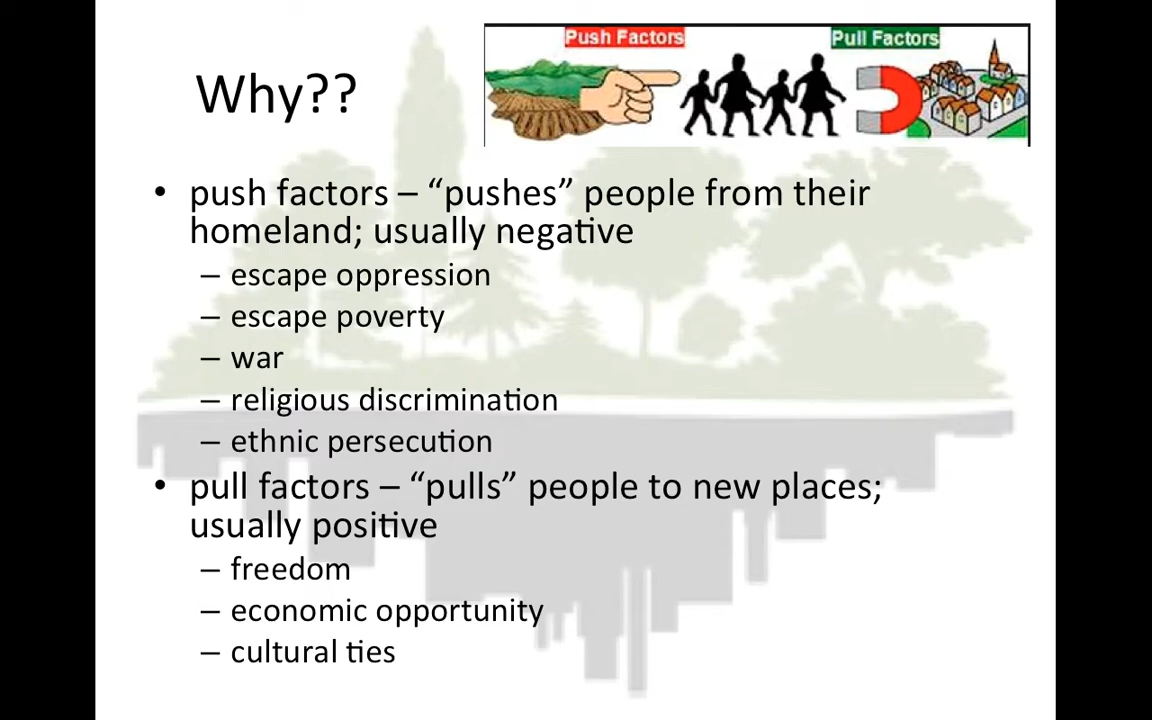 Push Factors
Pull Factors
Why??
• push factors – “pushes” people from their
homeland; usually negative
– escape oppression
– escape poverty
– war
– religious discrimination
– ethnic persecution
• pull factors – “pulls” people to new places;
usually positive
– freedom
– economic opportunity
– cultural ties